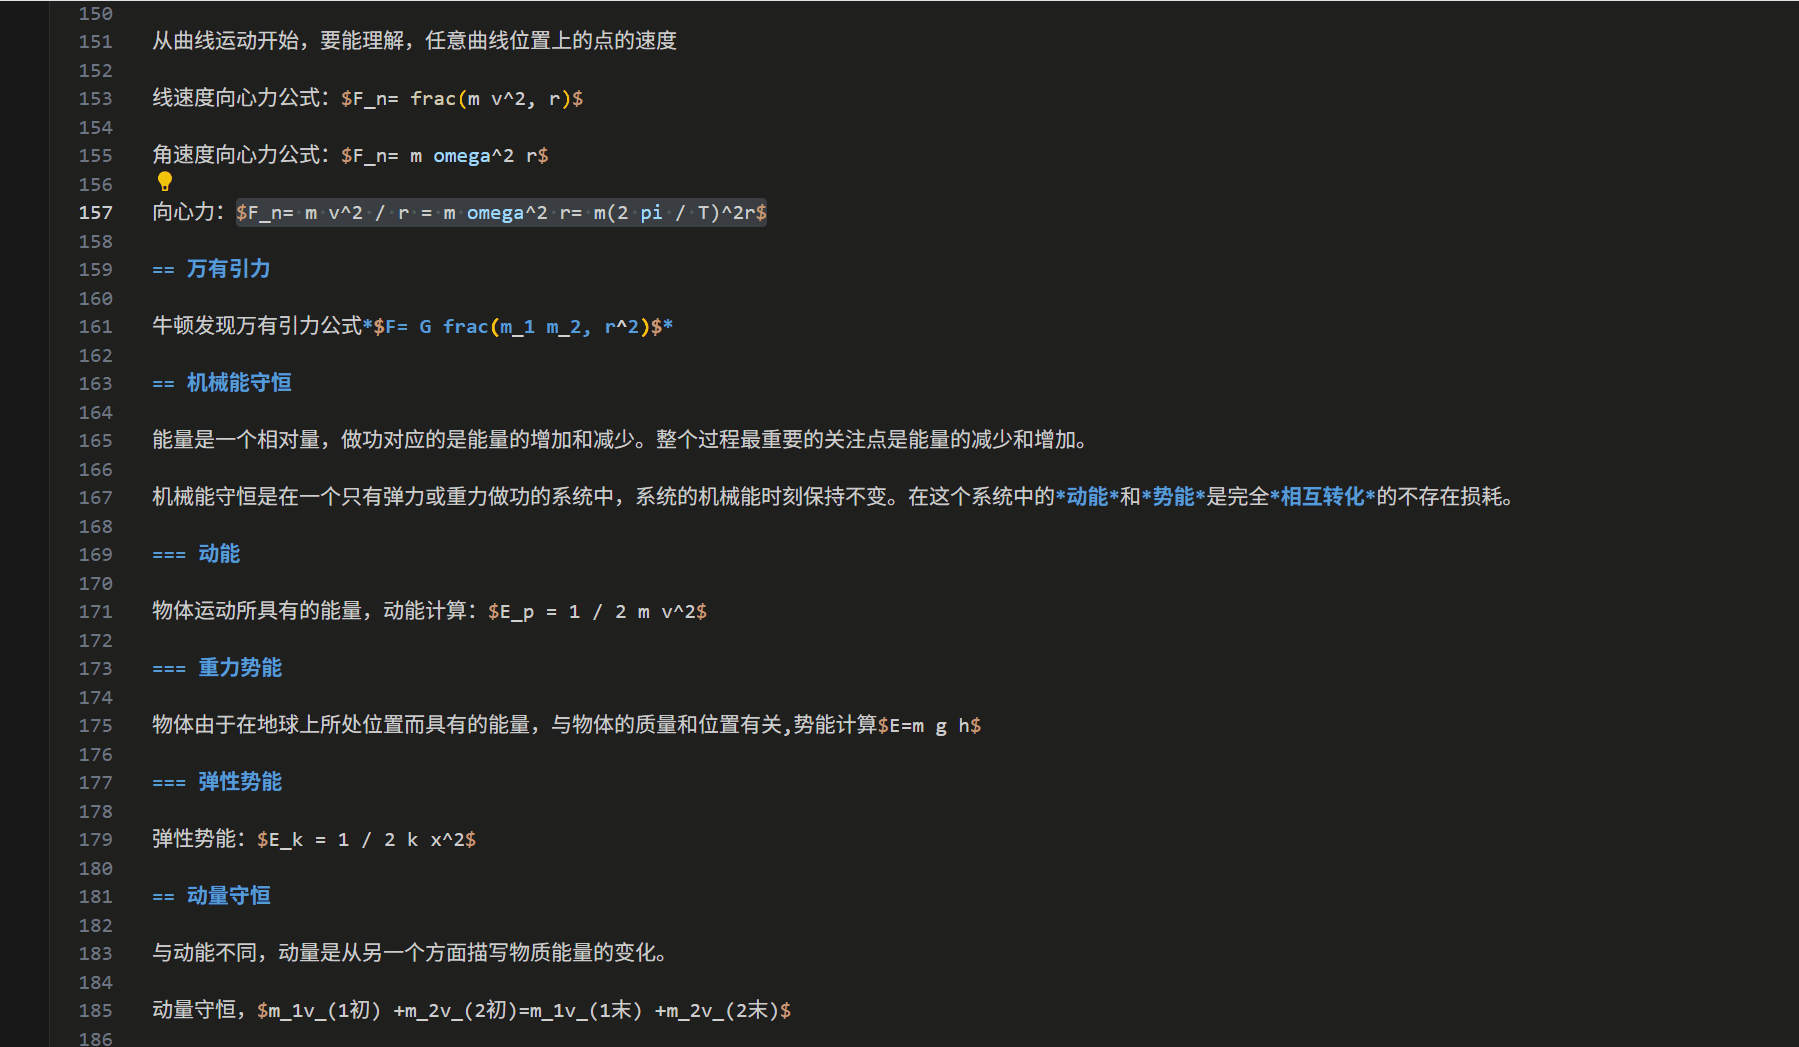 150
151 从曲线运动开始，要能理解，任意曲线位置上的点的速度
152
153 线速度向心力公式：$F_n= frac(m v^2, r)$
154
155 角速度向心力公式：$F_n= m omega^2 r$
156
157 向心力：$F_n= m v^2 / r = m omega^2 r= m(2 pi / T)^2r$
158
159 == 万有引力
160
161 牛顿发现万有引力公式*$F= G frac(m_1 m_2, r^2)$*
162
163 == 机械能守恒
164
165 能量是一个相对量，做功对应的是能量的增加和减少。整个过程最重要的关注点是能量的减少和增加。
166
167 机械能守恒是在一个只有弹力或重力做功的系统中，系统的机械能时刻保持不变。在这个系统中的*动能*和*势能*是完全*相互转化*的不存在损耗。
168
169 === 动能
170
171 物体运动所具有的能量，动能计算：$E_p = 1 / 2 m v^2$
172
173 === 重力势能
174
175 物体由于在地球上所处位置而具有的能量，与物体的质量和位置有关,势能计算$E=m g h$
176
177 === 弹性势能
178
179 弹性势能：$E_k = 1 / 2 k x^2$
180
181 == 动量守恒
182
183 与动能不同，动量是从另一个方面描写物质能量的变化。
184
185 动量守恒，$m_1v_(1初) +m_2v_(2初)=m_1v_(1末) +m_2v_(2末)$
186